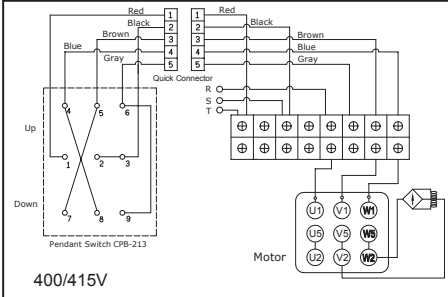 Red
Black
Brown
Blue
Gray
1
2
3
4
5
Quick Connector
1
2
3
4
5
Red
Black
Brown
Blue
Gray
R
S
T
Up
Down
4
5
6
1
2
3
7
8
9
Pendant Switch CPB-213
U1
V1
W1
U5
V5
W5
U2
V2
W2
Motor
400/415V